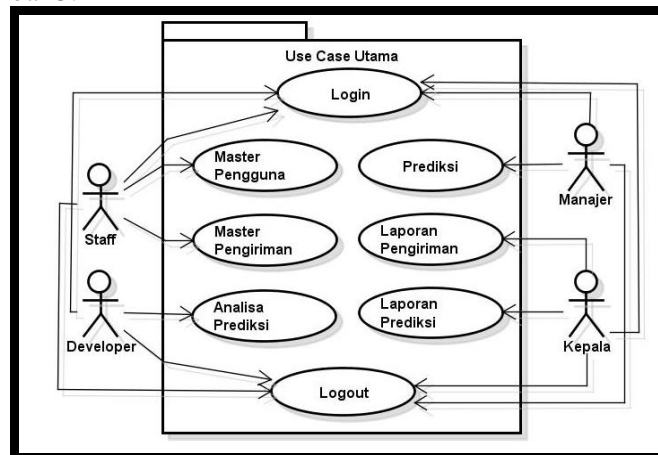 Use Case Utama
Login
Master
Pengguna
Prediksi
Manajer
Staff
Master
Pengiriman
Laporan
Pengiriman
Analisa
Prediksi
Laporan
Prediksi
Developer
Kepala
Logout